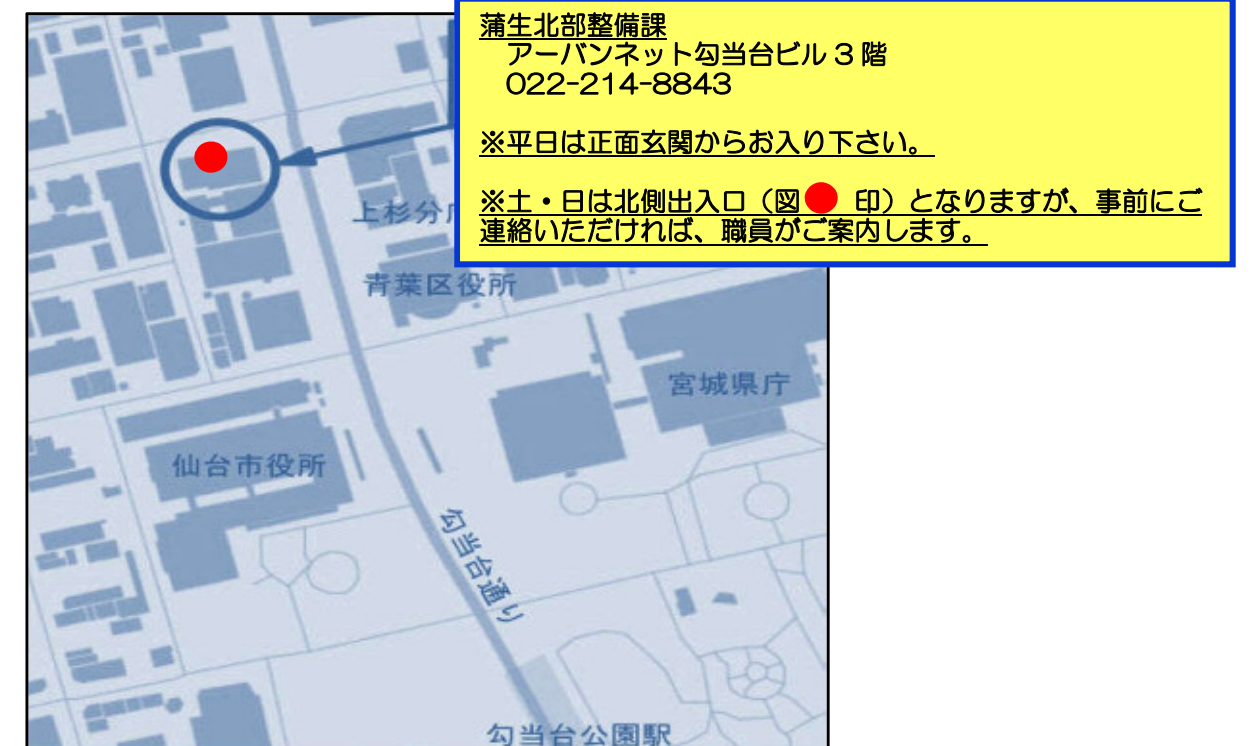 蒲生北部整備課
アーバンネット勾当台ビル3階
022-214-8843
※平日は正面玄関からお入り下さい。
※土・日は北側出入口（図● 印）となりますが、事前にご
連絡いただければ、職員がご案内します。
上杉分
青葉区役所
宮城県庁
仙台市役所
勾当台通り
勾当台公園駅